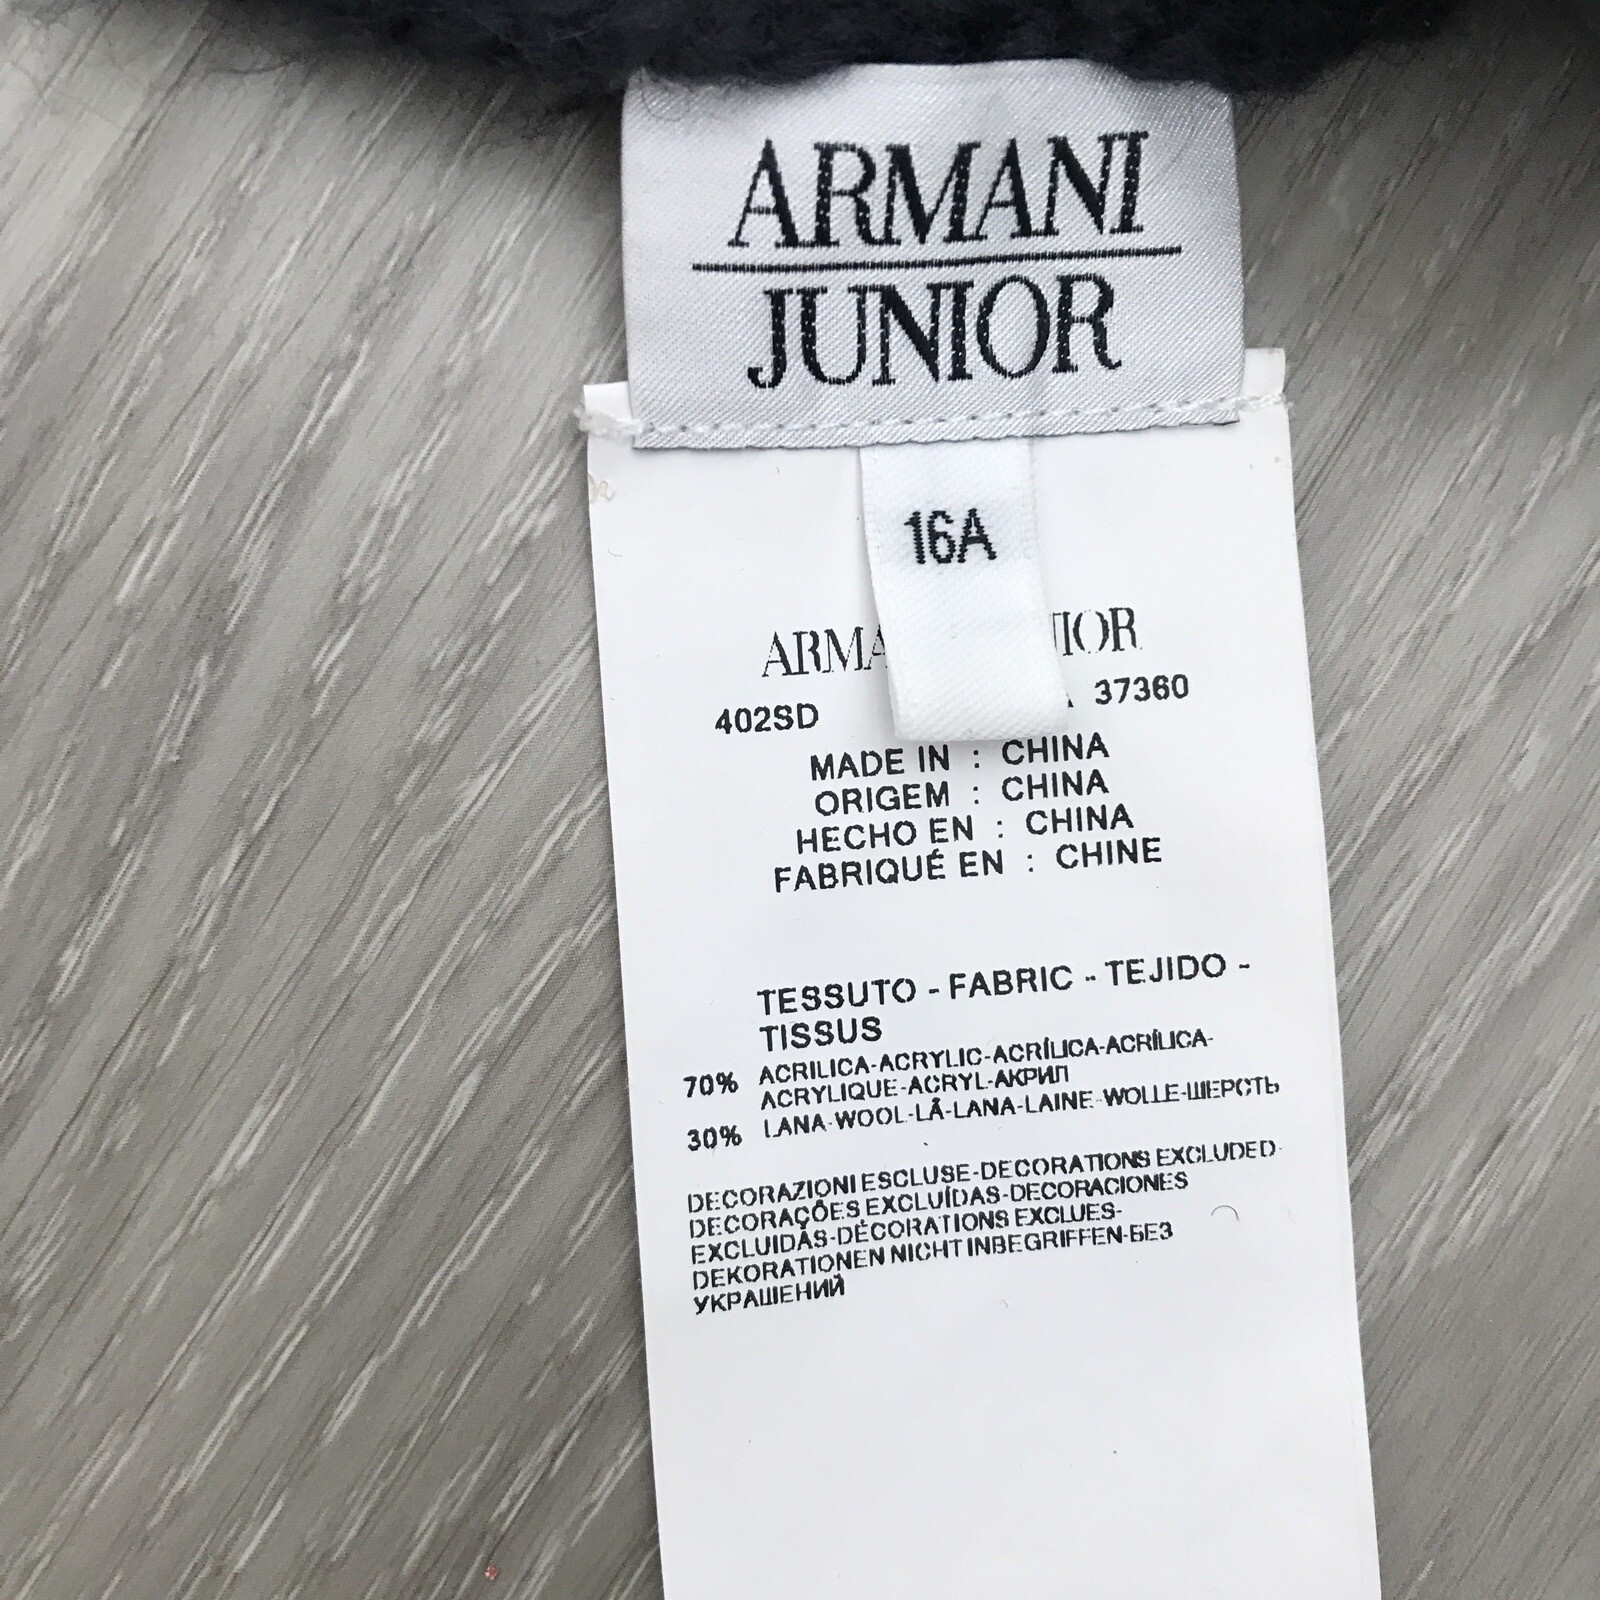 ARMANI
JUNIOR
16A
402SD 37360
MADE IN : CHINA
ORIGEM : CHINA
HECHO EN : CHINA
FABRIQUÉ EN : CHINE
TESSUTO - FABRIC - TEJIDO -
TISSUS
70% ACRILICA-ACRYLIC-ACRÍLICA-ACRÍLICA-
ACRYLIQUE-ACRYL-АКРИЛ
30% LANA-WOOL-LÃ-LANA-LAINE-WOLLE-ШЕРСТЬ
DECORAZIONI ESCLUSE-DECORATIONS EXCLUDED-
DECORAÇÕES EXCLUÍDAS-DECORACIONES
EXCLUIDAS-DÉCORATIONS EXCLUES-
DEKORATIONEN NICHT INBEGRIFFEN-БЕЗ
УКРАШЕНИЙ